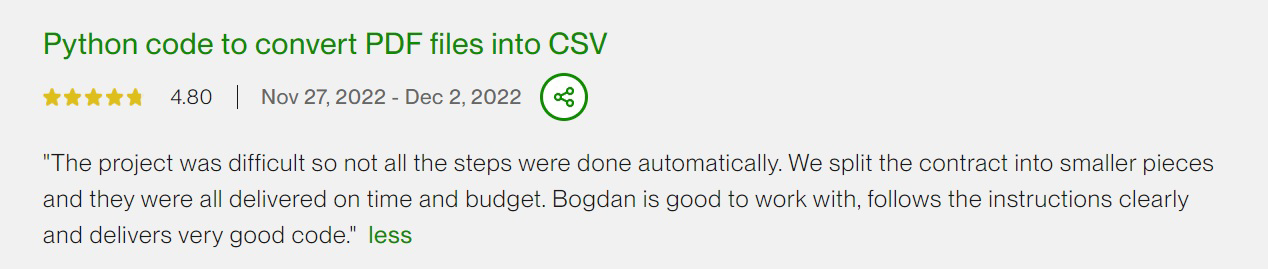 Python code to convert PDF files into CSV
4.80 | Nov 27, 2022 - Dec 2, 2022
"The project was difficult so not all the steps were done automatically. We split the contract into smaller pieces
and they were all delivered on time and budget. Bogdan is good to work with, follows the instructions clearly
and delivers very good code." less